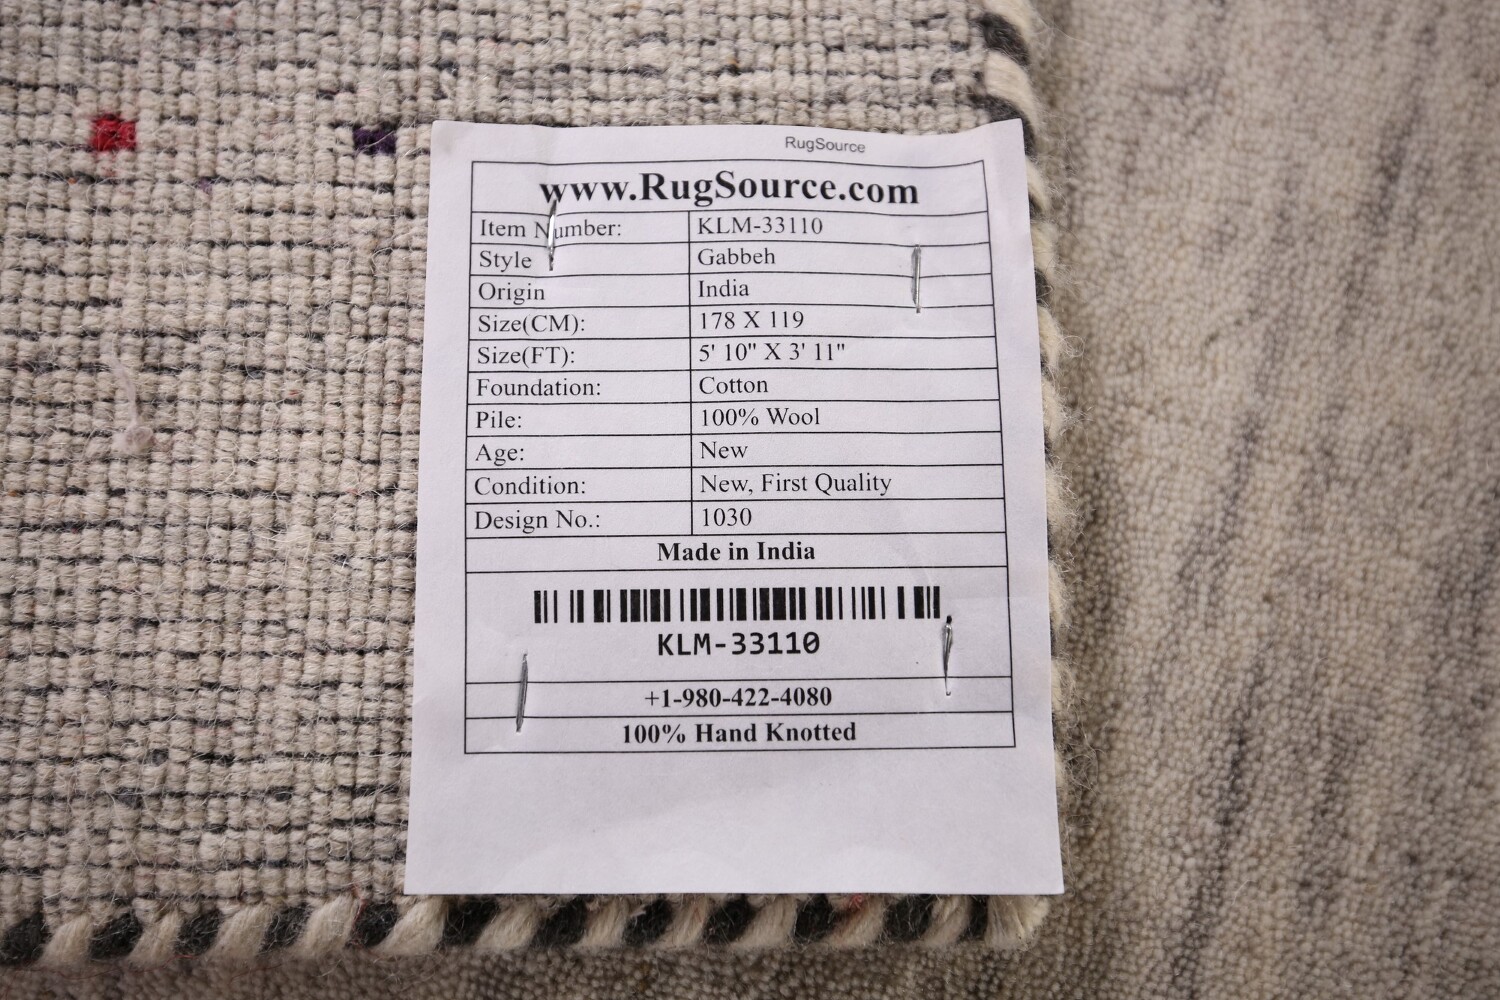 RugSource
www.RugSource.com
Item Number: KLM-33110
Style Gabbeh
Origin India
Size(CM): 178 X 119
Size(FT): 5' 10" X 3' 11"
Foundation: Cotton
Pile: 100% Wool
Age: New
Condition: New, First Quality
Design No.: 1030
Made in India
KLM-33110
+1-980-422-4080
100% Hand Knotted